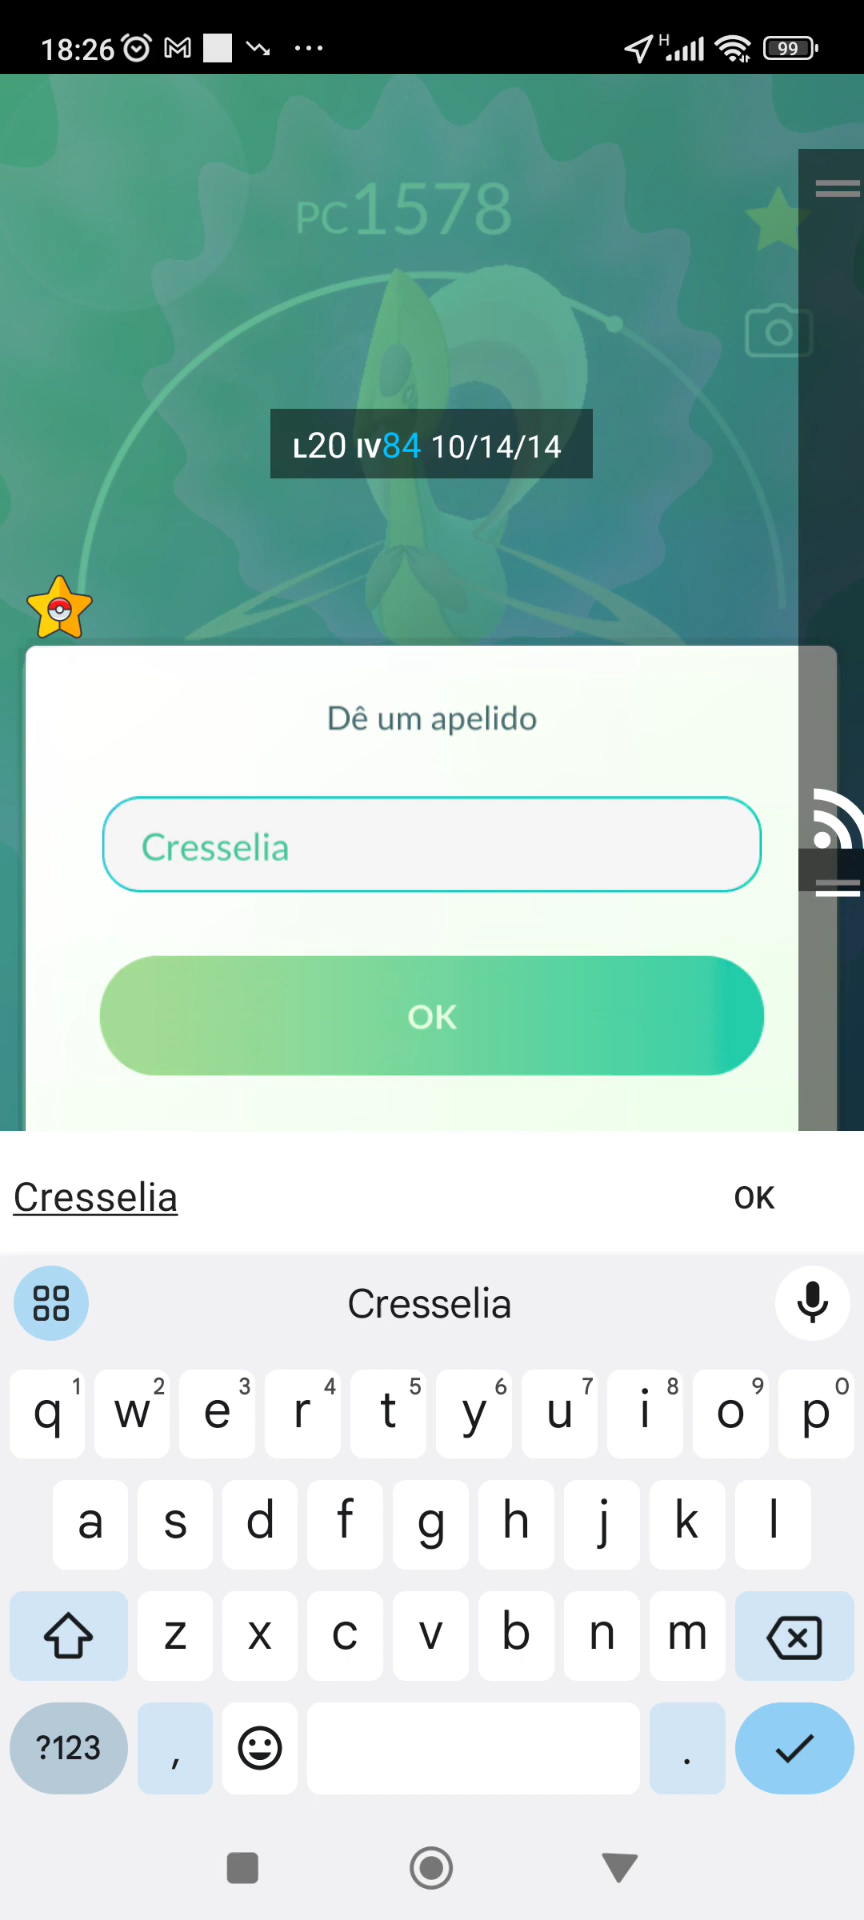 18:26
H
99
PC1578
L20 IV84 10/14/14
Dê um apelido
Cresselia
OK
Cresselia
OK
Cresselia
q1 w2 e3 r4 t5 y6 u7 i8 o9 p0
a s d f g h j k l
z x c v b n m
?123 , .